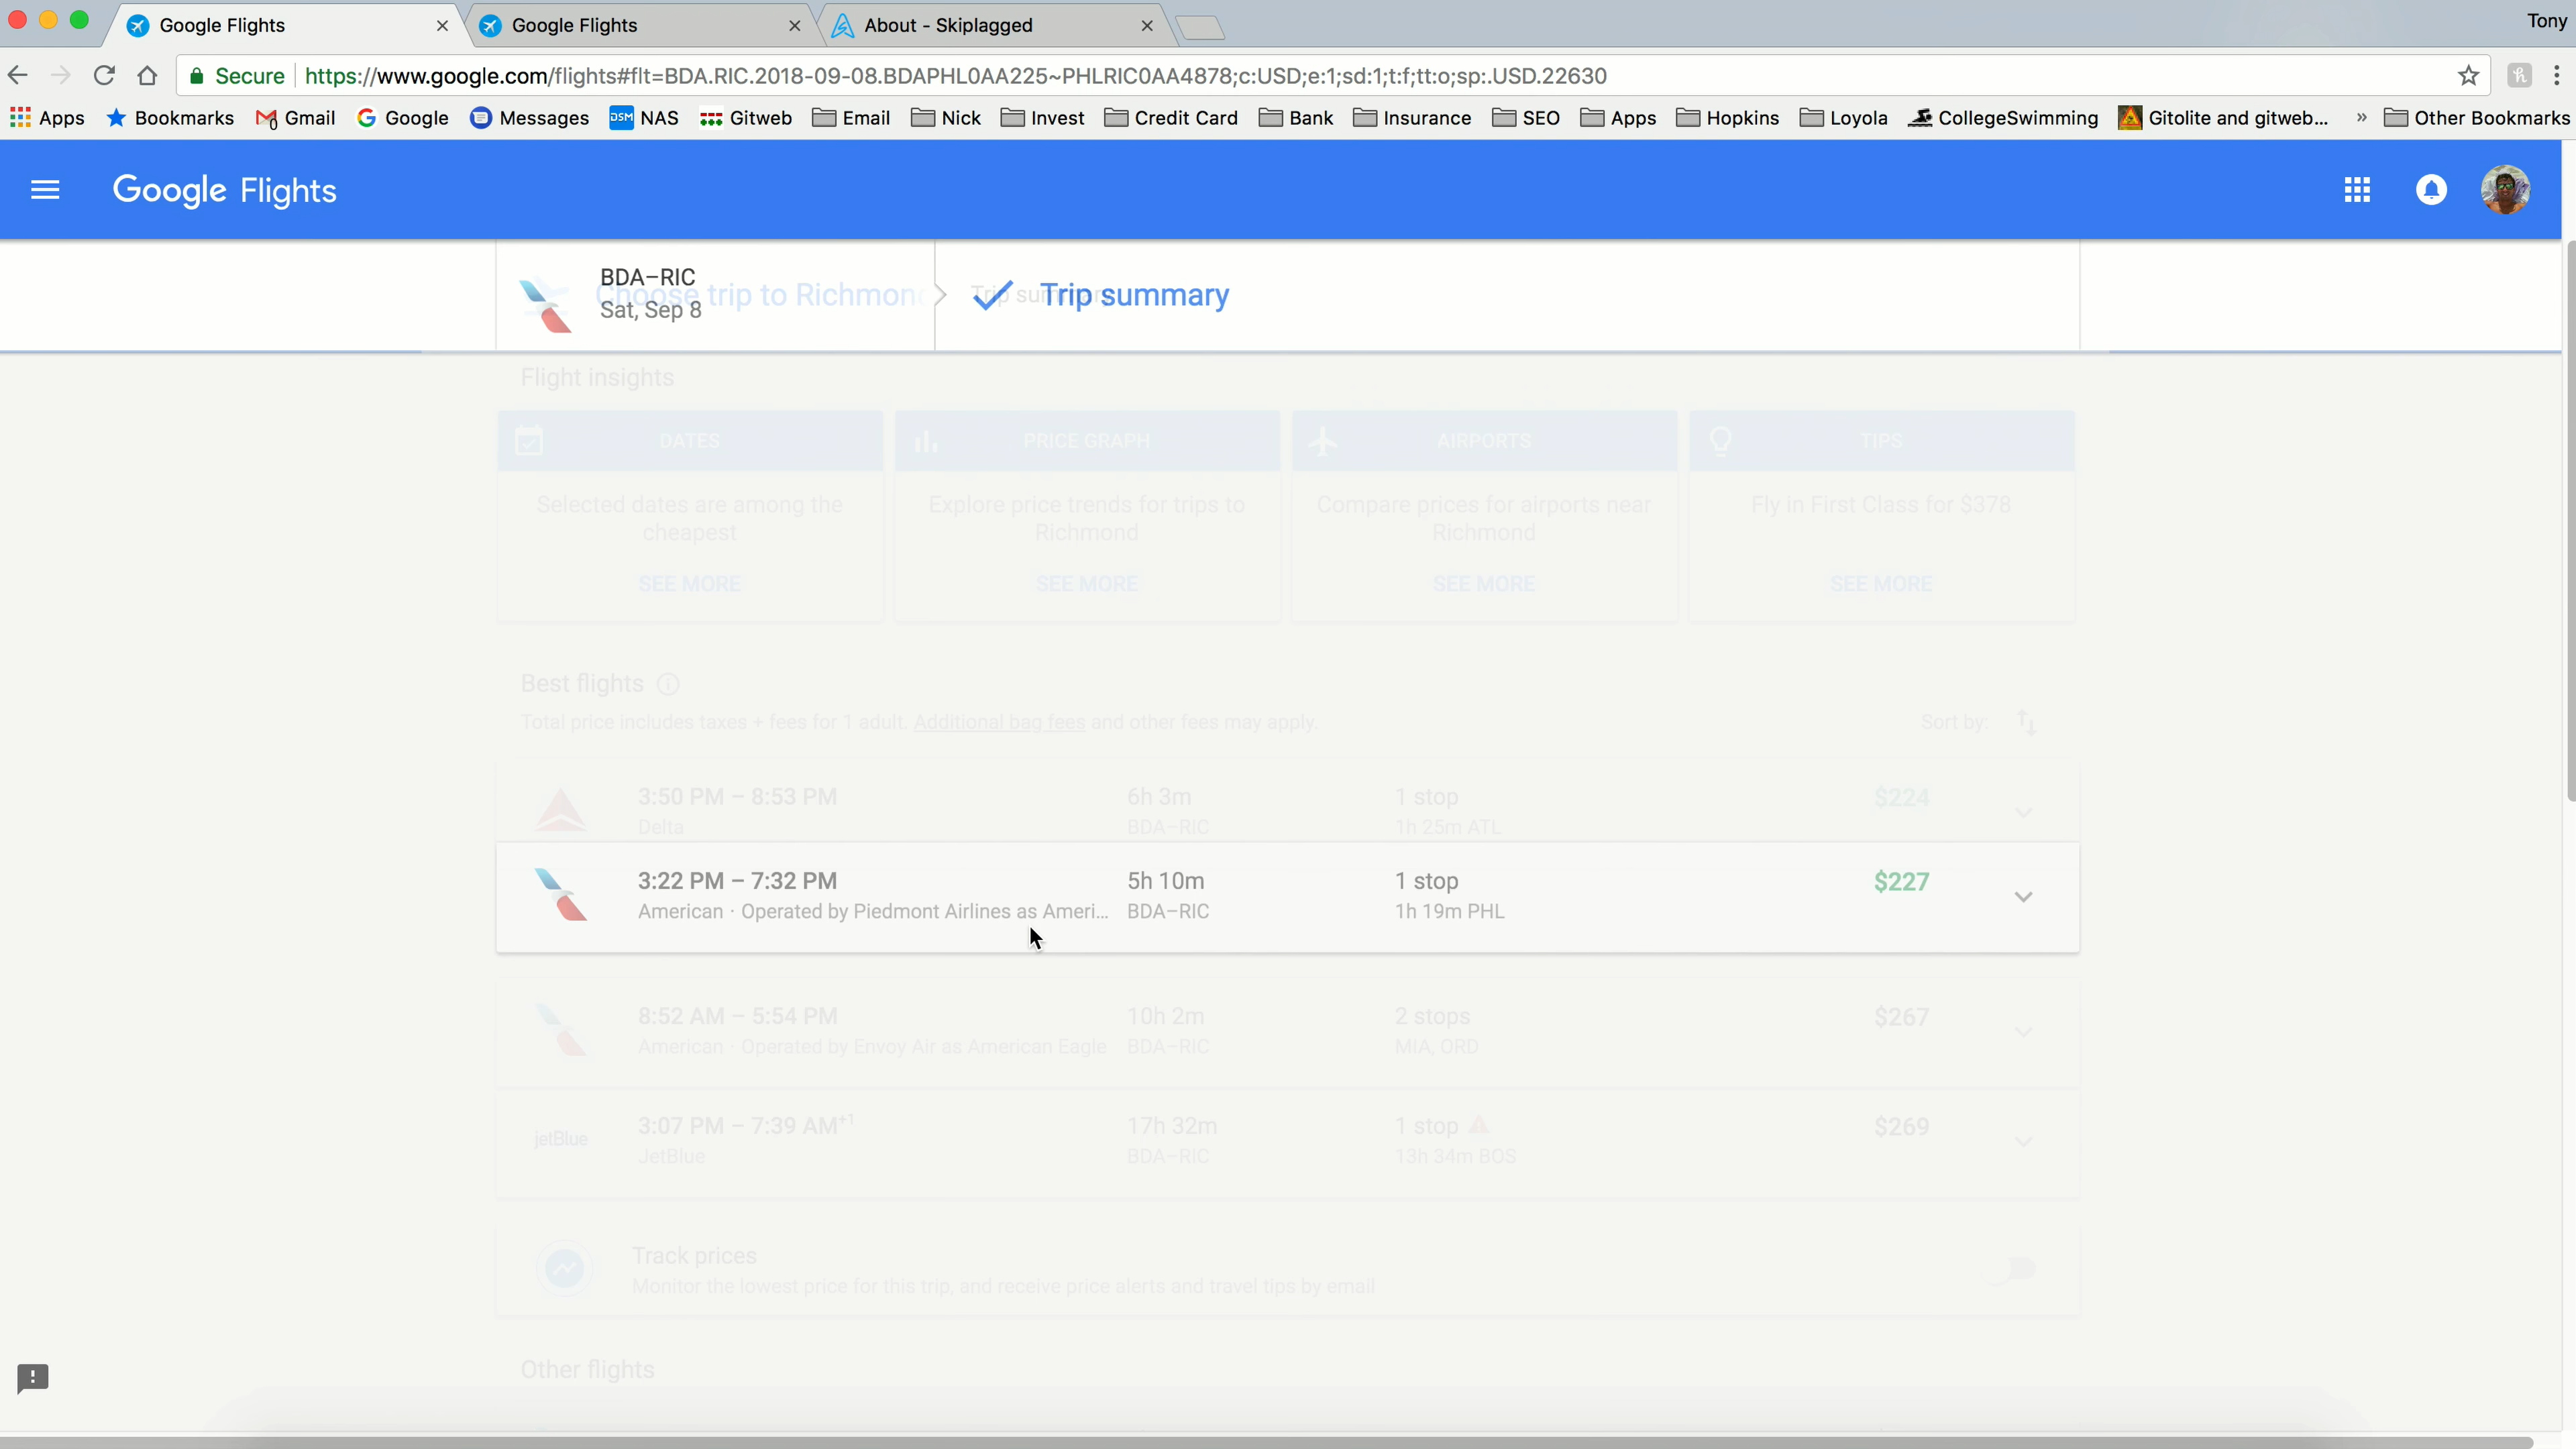 Google Flights
Google Flights
About - Skiplagged
Tony
Secure https://www.google.com/flights#flt=BDA.RIC.2018-09-08.BDAPHL0AA225~PHLRIC0AA4878;c:USD;e:1;sd:1;t:f;tt:o;sp:.USD.22630
Apps Bookmarks Gmail Google Messages DSM NAS Gitweb Email Nick Invest Credit Card Bank Insurance SEO Apps Hopkins Loyola CollegeSwimming Gitolite and gitweb... » Other Bookmarks
Google Flights
BDA–RIC
Sat, Sep 8
Choose trip to Richmond
Trip summary
Trip summary
Flight insights
DATES
Selected dates are among the
cheapest
SEE MORE
PRICE GRAPH
Explore price trends for trips to
Richmond
SEE MORE
AIRPORTS
Compare prices for airports near
Richmond
SEE MORE
TIPS
Fly in First Class for $378
SEE MORE
Best flights
Total price includes taxes + fees for 1 adult. Additional bag fees and other fees may apply.
Sort by:
3:50 PM – 8:53 PM 6h 3m 1 stop $224
Delta BDA–RIC 1h 25m ATL
3:22 PM – 7:32 PM 5h 10m 1 stop $227
American · Operated by Piedmont Airlines as Ameri... BDA–RIC 1h 19m PHL
8:52 AM – 5:54 PM 10h 2m 2 stops $267
American · Operated by Envoy Air as American Eagle BDA–RIC MIA, ORD
jetBlue 3:07 PM – 7:39 AM+1 17h 32m 1 stop $269
JetBlue BDA–RIC 13h 34m BOS
Track prices
Monitor the lowest price for this trip, and receive price alerts and travel tips by email
Other flights